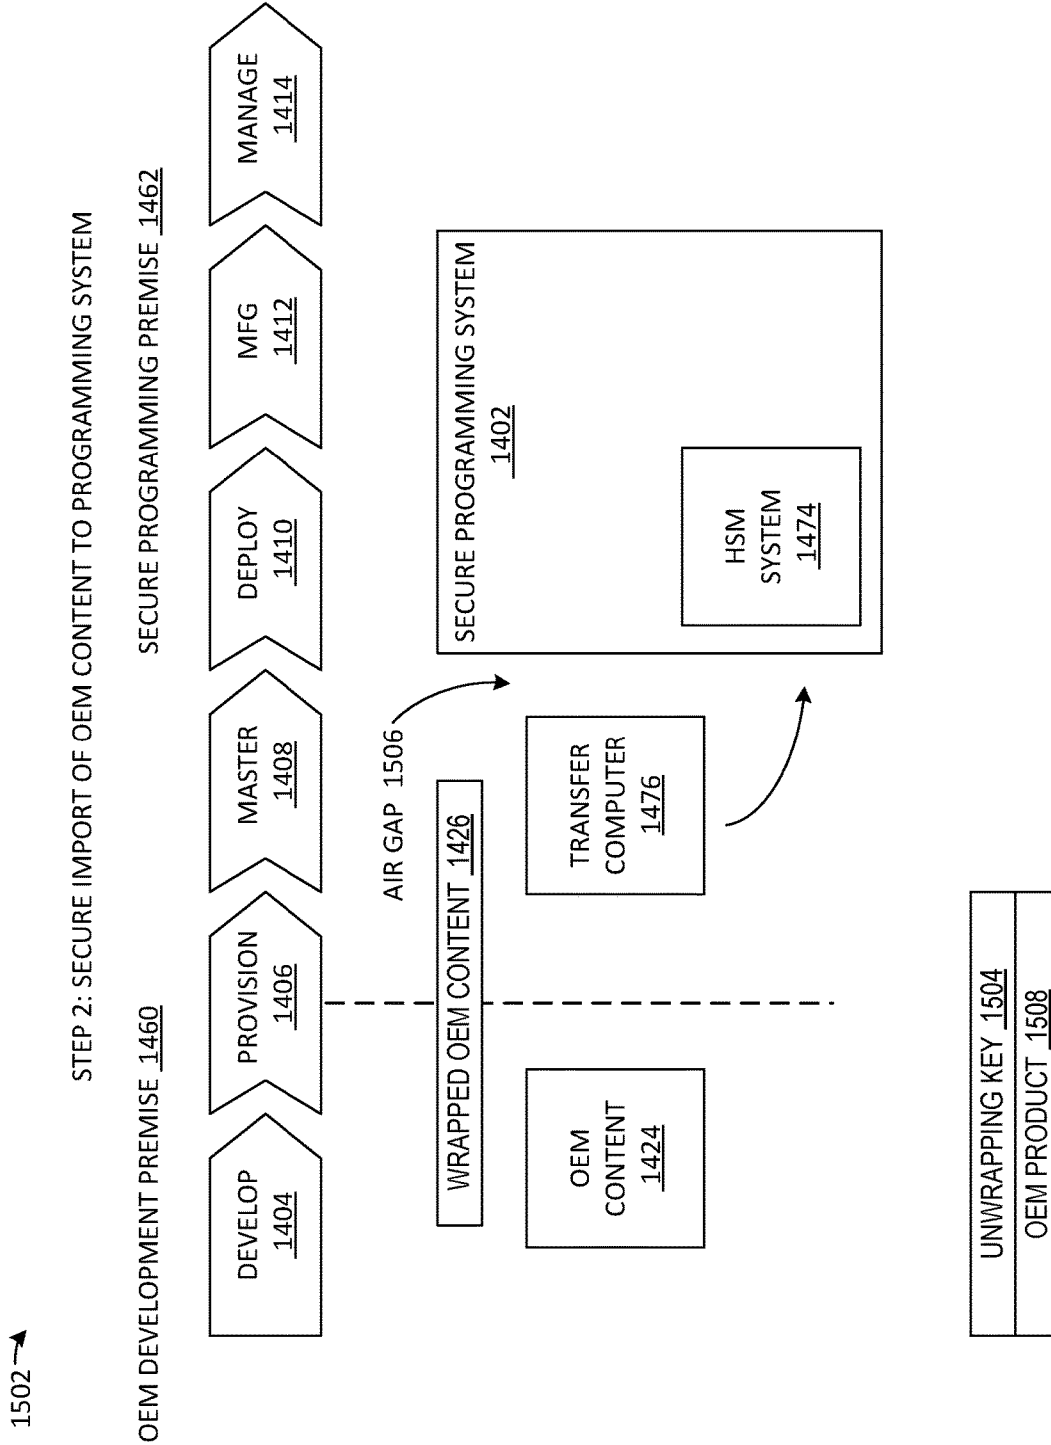 1502
STEP 2: SECURE IMPORT OF OEM CONTENT TO PROGRAMMING SYSTEM
OEM DEVELOPMENT PREMISE 1460
SECURE PROGRAMMING PREMISE 1462
DEVELOP
1404
PROVISION
1406
MASTER
1408
DEPLOY
1410
MFG
1412
MANAGE
1414
AIR GAP 1506
WRAPPED OEM CONTENT 1426
OEM
CONTENT
1424
TRANSFER
COMPUTER
1476
SECURE PROGRAMMING SYSTEM
1402
HSM
SYSTEM
1474
UNWRAPPING KEY 1504
OEM PRODUCT 1508